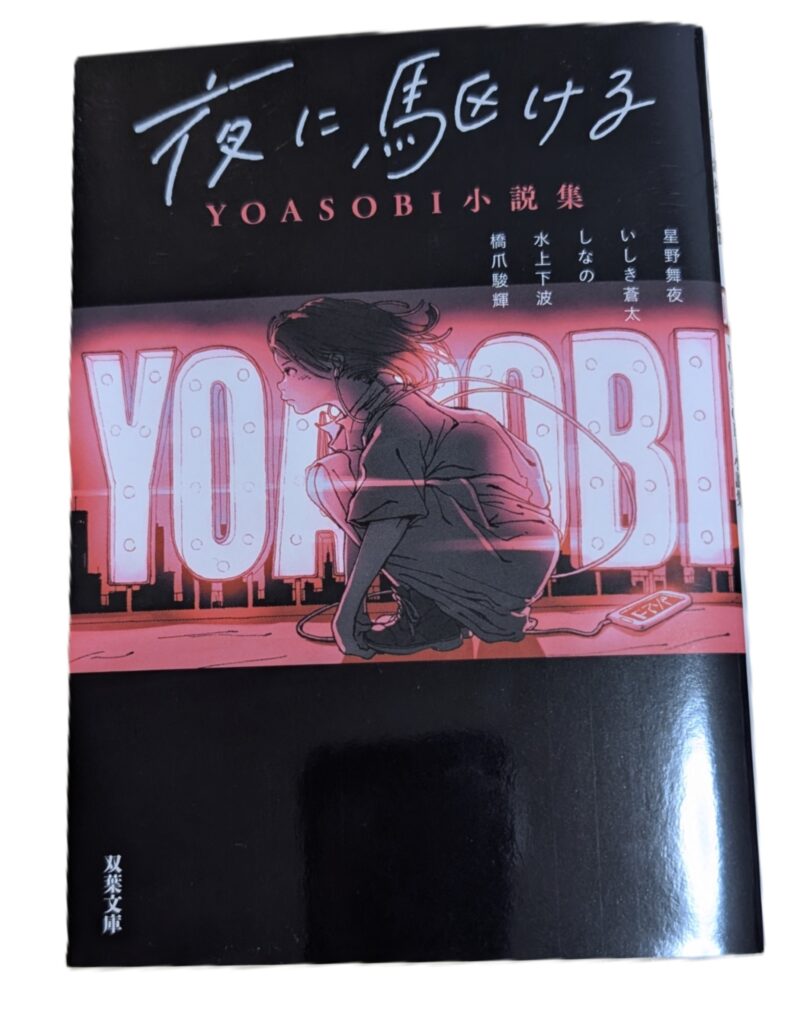 夜に駆ける
YOASOBI小説集
星野舞夜
いしき蒼太
しなの
水上下波
橋爪駿輝
YOASOBI
双葉文庫